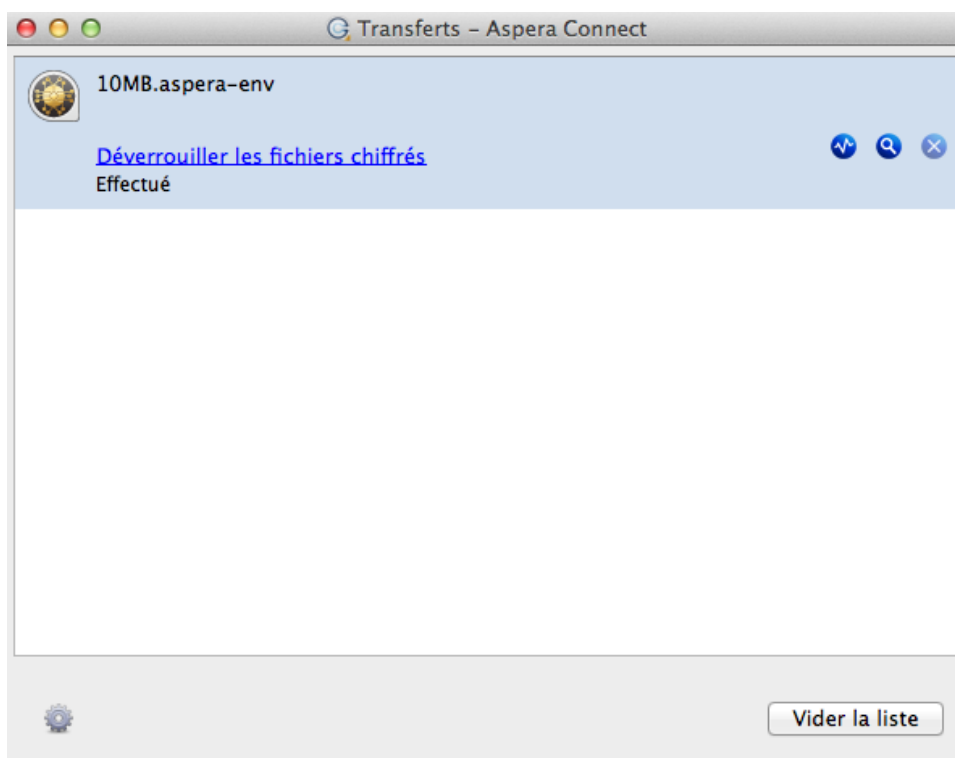 Transferts – Aspera Connect
10MB.aspera-env
Déverrouiller les fichiers chiffrés
Effectué
Vider la liste